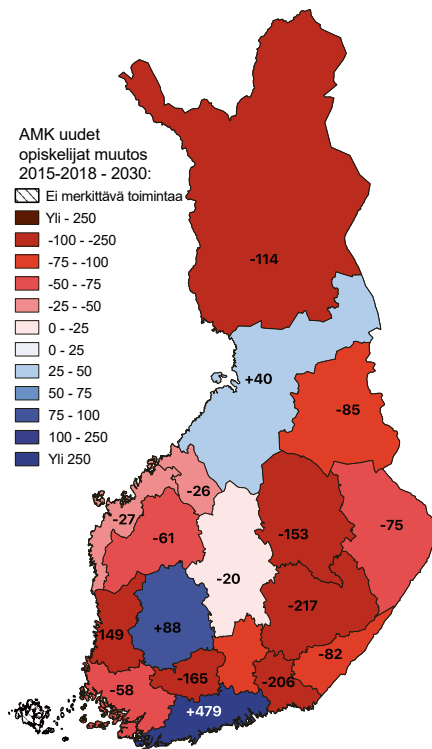 AMK uudet
opiskelijat muutos
2015-2018 - 2030:
Ei merkittävä toimintaa
Yli - 250
-100 - -250
-75 - -100
-50 - -75
-25 - -50
0 - -25
0 - 25
25 - 50
50 - 75
75 - 100
100 - 250
Yli 250
-114
+40
-85
-26
-27
-61
-153
-75
-20
-217
149
+88
-82
-165
-58
-206
+479